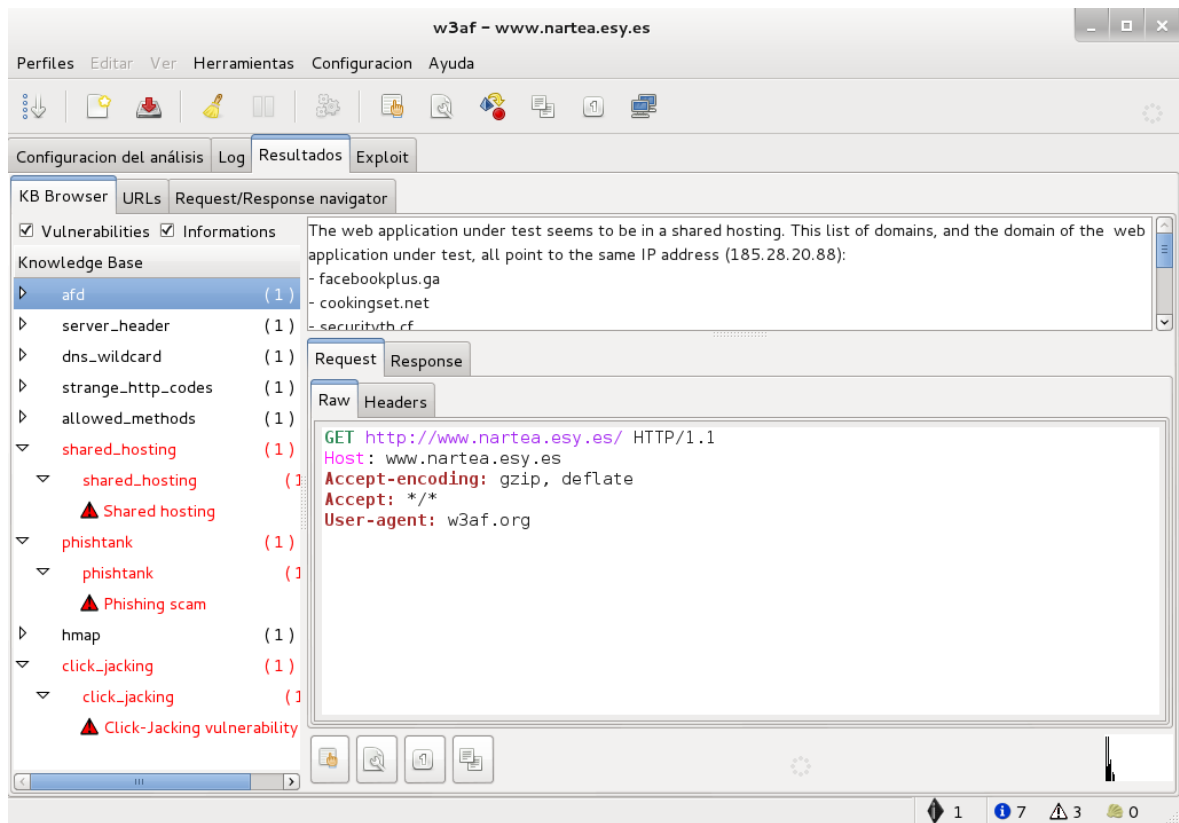 w3af – www.nartea.esy.es
Perfiles Editar Ver Herramientas Configuracion Ayuda
Configuracion del análisis Log Resultados Exploit
KB Browser URLs Request/Response navigator
Vulnerabilities Informations
Knowledge Base
afd (1)
server_header (1)
dns_wildcard (1)
strange_http_codes (1)
allowed_methods (1)
shared_hosting (1)
shared_hosting (1
Shared hosting
phishtank (1)
phishtank (1
Phishing scam
hmap (1)
click_jacking (1)
click_jacking (1
Click-Jacking vulnerability
The web application under test seems to be in a shared hosting. This list of domains, and the domain of the web
application under test, all point to the same IP address (185.28.20.88):
- facebookplus.ga
- cookingset.net
- securityth.cf
Request Response
Raw Headers
GET http://www.nartea.esy.es/ HTTP/1.1
Host: www.nartea.esy.es
Accept-encoding: gzip, deflate
Accept: */*
User-agent: w3af.org
1 7 3 0